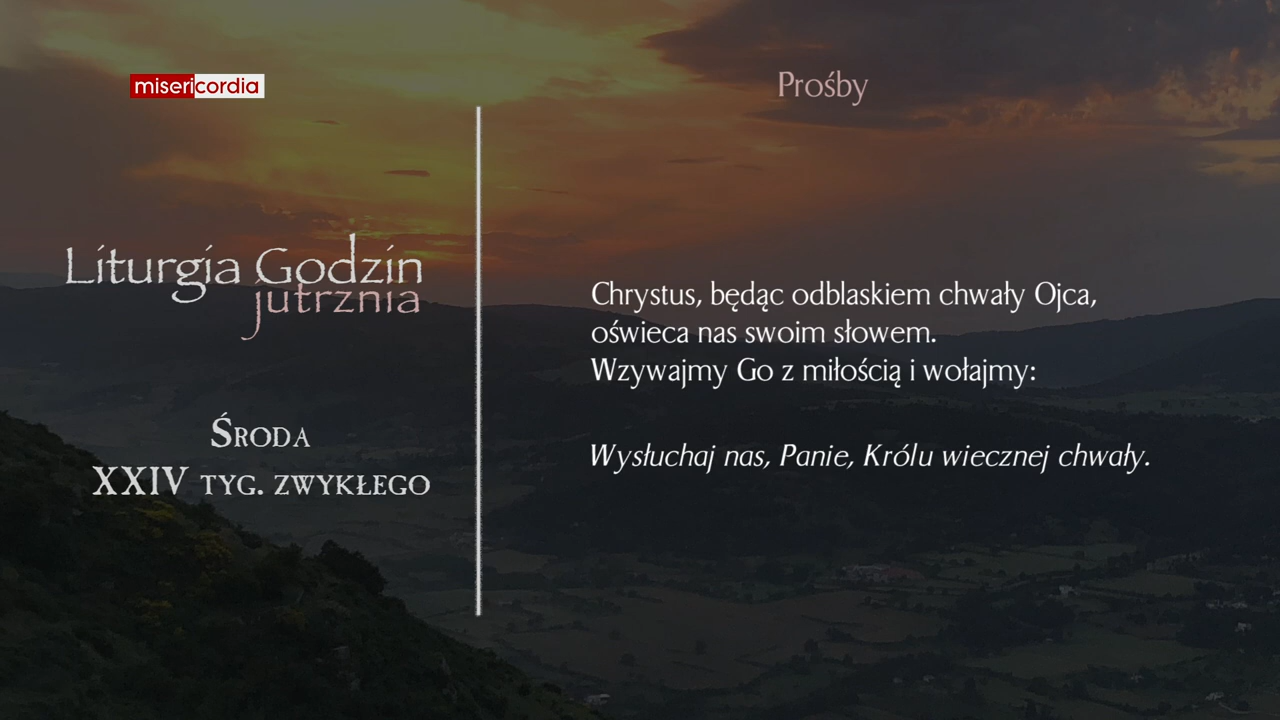 misericordia
Prośby
Liturgia Godzin
jutrznia
Chrystus, będąc odblaskiem chwały Ojca,
oświeca nas swoim słowem.
Wzywajmy Go z miłością i wołajmy:
Wysłuchaj nas, Panie, Królu wiecznej chwały.
Środa
XXIV tyg. zwykłego